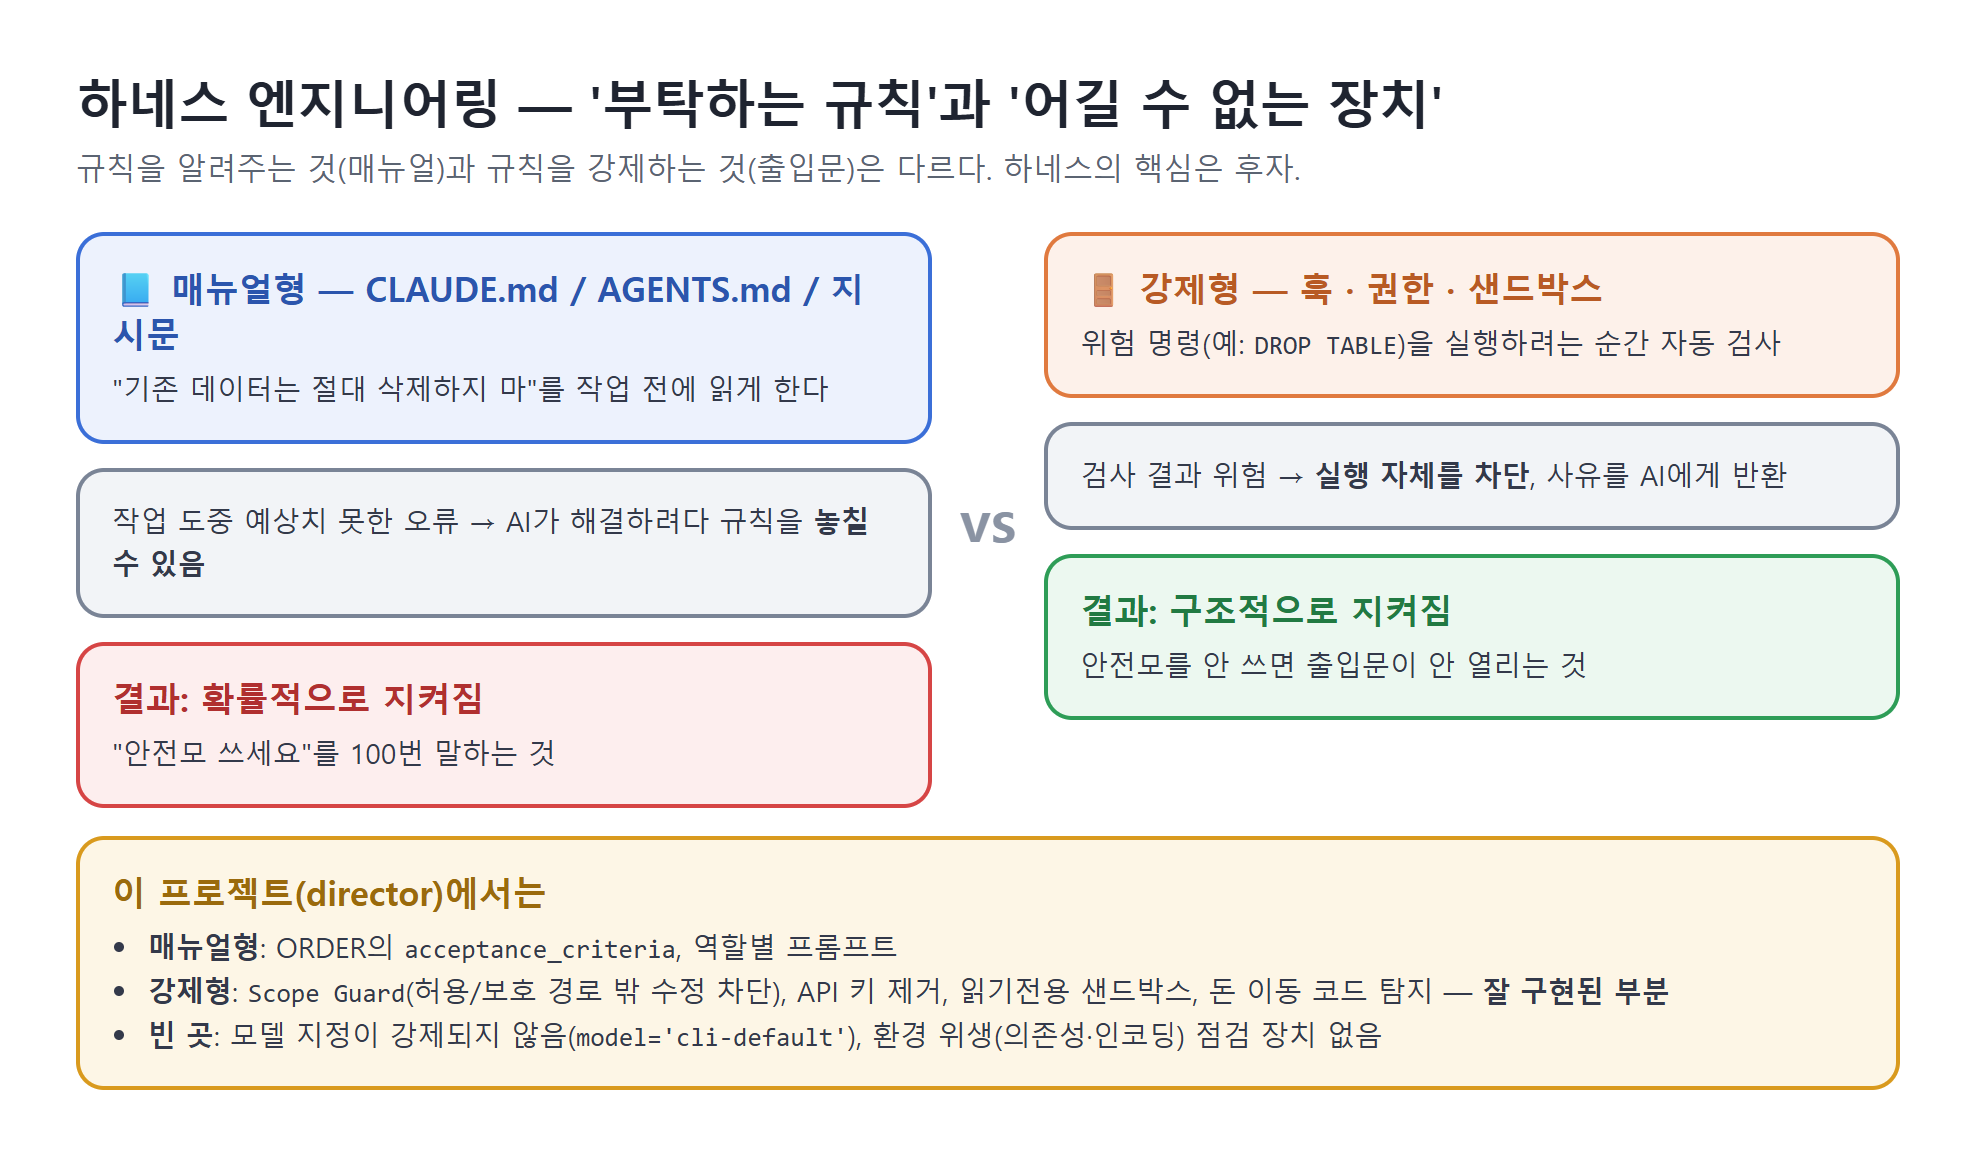 하네스 엔지니어링 — '부탁하는 규칙'과 '어길 수 없는 장치'
규칙을 알려주는 것(매뉴얼)과 규칙을 강제하는 것(출입문)은 다르다. 하네스의 핵심은 후자.
매뉴얼형 — CLAUDE.md / AGENTS.md / 지
시문
"기존 데이터는 절대 삭제하지 마"를 작업 전에 읽게 한다
작업 도중 예상치 못한 오류 → AI가 해결하려다 규칙을 놓칠
수 있음
결과: 확률적으로 지켜짐
"안전모 쓰세요"를 100번 말하는 것
VS
강제형 — 훅 · 권한 · 샌드박스
위험 명령(예: DROP TABLE)을 실행하려는 순간 자동 검사
검사 결과 위험 → 실행 자체를 차단, 사유를 AI에게 반환
결과: 구조적으로 지켜짐
안전모를 안 쓰면 출입문이 안 열리는 것
이 프로젝트(director)에서는
• 매뉴얼형: ORDER의 acceptance_criteria, 역할별 프롬프트
• 강제형: Scope Guard(허용/보호 경로 밖 수정 차단), API 키 제거, 읽기전용 샌드박스, 돈 이동 코드 탐지 — 잘 구현된 부분
• 빈 곳: 모델 지정이 강제되지 않음(model='cli-default'), 환경 위생(의존성·인코딩) 점검 장치 없음